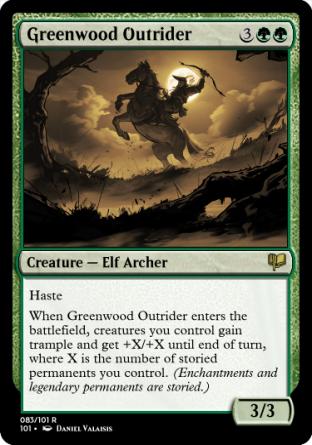 Greenwood Outrider 3
Creature — Elf Archer
Haste
When Greenwood Outrider enters the
battlefield, creatures you control gain
trample and get +X/+X until end of turn,
where X is the number of storied
permanents you control. (Enchantments and
legendary permanents are storied.)
3/3
083/101 R
101 • Daniel Valaisis